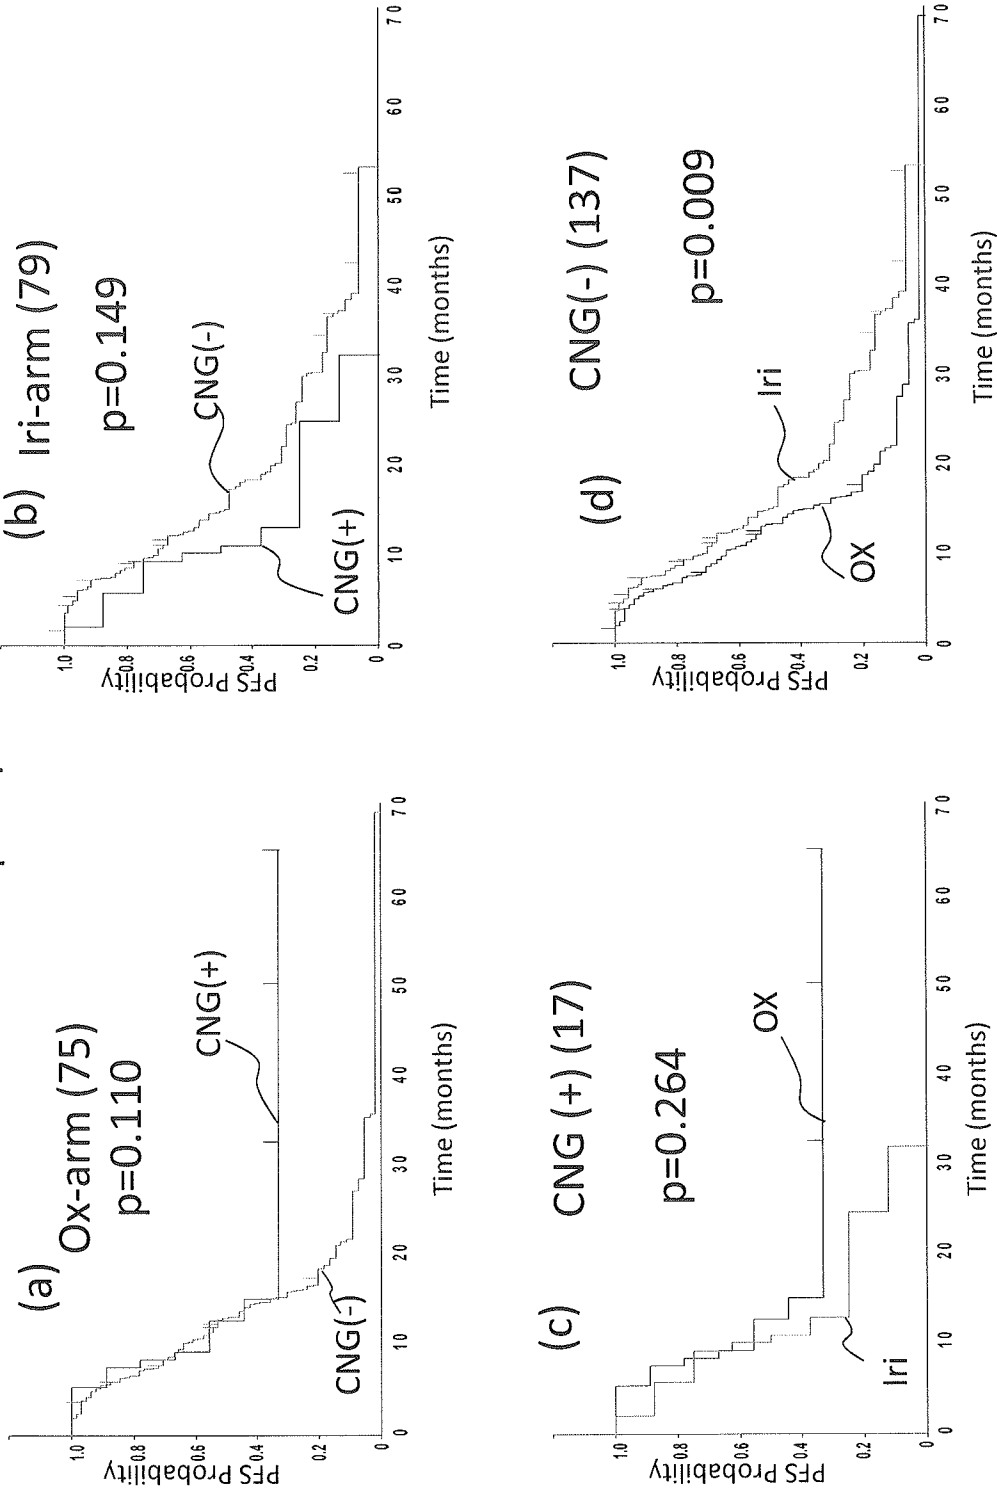 (a) Ox-arm (75)
p=0.110
PFS Probability
1.0
0.8
0.6
0.4
0.2
0
CNG(+)
CNG(-)
0 10 20 30 40 50 60 70
Time (months)
(b) Iri-arm (79)
p=0.149
PFS Probability
1.0
0.8
0.6
0.4
0.2
0
CNG(-)
CNG(+)
0 10 20 30 40 50 60 70
Time (months)
(c) CNG (+) (17)
p=0.264
PFS Probability
1.0
0.8
0.6
0.4
0.2
0
OX
Iri
0 10 20 30 40 50 60 70
Time (months)
(d) CNG(-) (137)
p=0.009
PFS Probability
1.0
0.8
0.6
0.4
0.2
0
Iri
OX
0 10 20 30 40 50 60 70
Time (months)